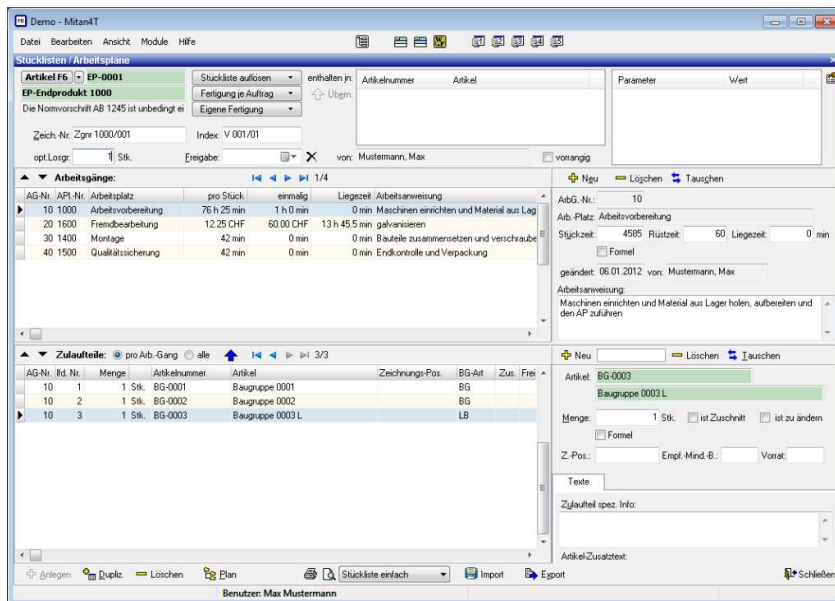 Demo - Mitan4T
Datei Bearbeiten Ansicht Module Hilfe
Stücklisten / Arbeitspläne
Artikel F6 EP-0001 Stückliste auflösen enthalten in: Artikelnummer Artikel Parameter Wert
EP-Endprodukt 1000 Fertigung je Auftrag Übern.
Die Normvorschrift AB 1245 ist unbedingt ei Eigene Fertigung
Zeich.-Nr. Zgnr 1000/001 Index: V 001/01
opt.Losgr.: 1 Stk. Freigabe: von: Mustermann, Max vorrangig
Arbeitsgänge: 1/4 Neu Löschen Tauschen
AG-Nr. APl.-Nr. Arbeitsplatz pro Stück einmalig Liegezeit Arbeitsanweisung
10 1000 Arbeitsvorbereitung 76 h 25 min 1 h 0 min 0 min Maschinen einrichten und Material aus Lag
20 1600 Fremdbearbeitung 12.25 CHF 60.00 CHF 13 h 45.5 min galvanisieren
30 1400 Montage 42 min 0 min 0 min Bauteile zusammensetzen und verschraube
40 1500 Qualitätssicherung 42 min 0 min 0 min Endkontrolle und Verpackung
ArbG.-Nr.: 10
Arb.-Platz: Arbeitsvorbereitung
Stückzeit: 4585 Rüstzeit: 60 Liegezeit: 0 min
Formel
geändert: 06.01.2012 von: Mustermann, Max
Arbeitsanweisung:
Maschinen einrichten und Material aus Lager holen, aufbereiten und
den AP zuführen
Zulaufteile: pro Arb.-Gang alle 3/3 Neu Löschen Tauschen
AG-Nr. lfd. Nr. Menge Artikelnummer Artikel Zeichnungs-Pos. BG-Art Zus. Frei
10 1 1 Stk. BG-0001 Baugruppe 0001 BG
10 2 1 Stk. BG-0002 Baugruppe 0002 BG
10 3 1 Stk. BG-0003 Baugruppe 0003 L LB
Artikel: BG-0003
Baugruppe 0003 L
Menge: 1 Stk. ist Zuschnitt ist zu ändern
Formel
Z.-Pos.: Empf.-Mind.-B.: Vorrat:
Texte
Zulaufteil spez. Info:
Artikel-Zusatztext:
Anlegen Dupliz. Löschen Plan Stückliste einfach Import Export Schließen
Benutzer: Max Mustermann